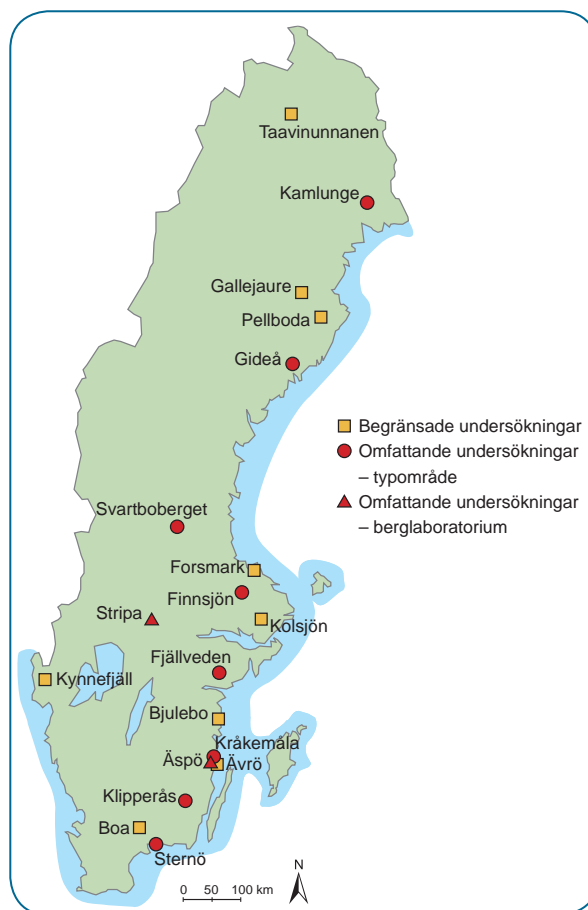 Taavinunnanen
Kamlunge
Gallejaure
Pellboda
Gideå
Begränsade undersökningar
Omfattande undersökningar
– typområde
Omfattande undersökningar
– berglaboratorium
Svartboberget
Forsmark
Finnsjön
Stripa
Kolsjön
Fjällveden
Kynnefjäll
Bjulebo
Kråkemåla
Äspö
Ävrö
Klipperås
Boa
Sternö
N
0 50 100 km